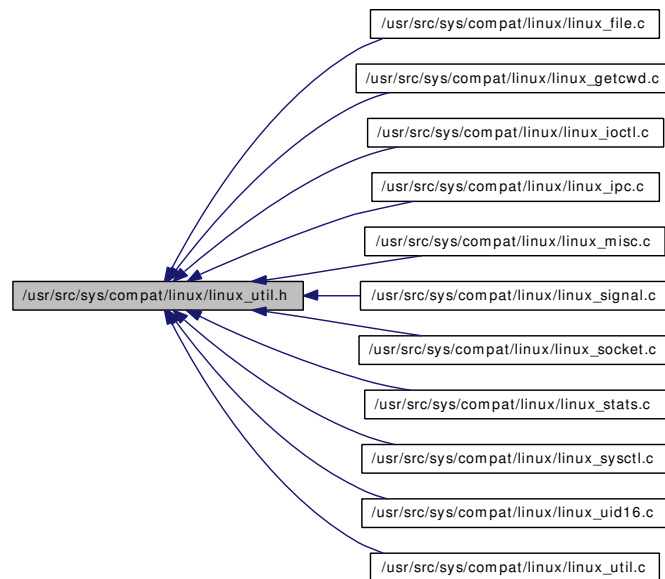 /usr/src/sys/compat/linux/linux_file.c
/usr/src/sys/compat/linux/linux_getcwd.c
/usr/src/sys/compat/linux/linux_ioctl.c
/usr/src/sys/compat/linux/linux_ipc.c
/usr/src/sys/compat/linux/linux_misc.c
/usr/src/sys/compat/linux/linux_util.h
/usr/src/sys/compat/linux/linux_signal.c
/usr/src/sys/compat/linux/linux_socket.c
/usr/src/sys/compat/linux/linux_stats.c
/usr/src/sys/compat/linux/linux_sysctl.c
/usr/src/sys/compat/linux/linux_uid16.c
/usr/src/sys/compat/linux/linux_util.c